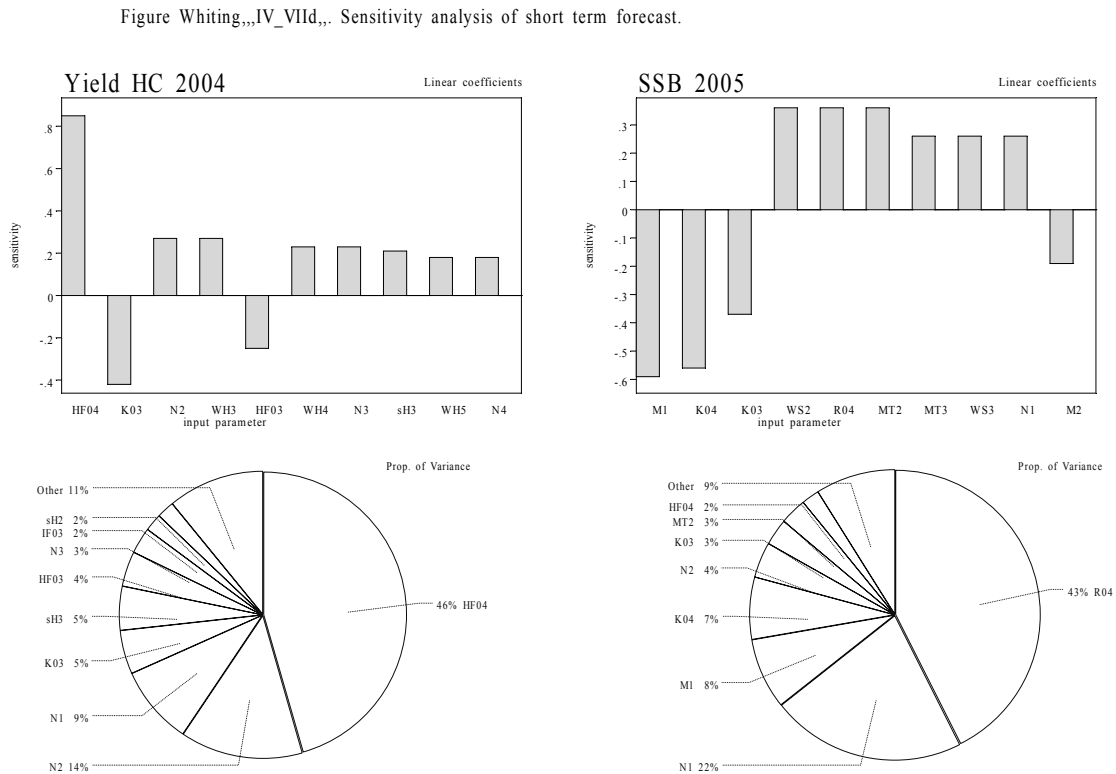 Figure Whiting,,,IV_VIId,,. Sensitivity analysis of short term forecast.
Yield HC 2004
Linear coefficients
.8
.6
.4
.2
0
-.2
-.4
sensitivity
HF04 K03 N2 WH3 HF03 WH4 N3 sH3 WH5 N4
input parameter
SSB 2005
Linear coefficients
.3
.2
.1
0
-.1
-.2
-.3
-.4
-.5
-.6
sensitivity
M1 K04 K03 WS2 R04 MT2 MT3 WS3 N1 M2
input parameter
Prop. of Variance
Other 11%
sH2 2%
IF03 2%
N3 3%
HF03 4%
sH3 5%
K03 5%
N1 9%
N2 14%
46% HF04
Prop. of Variance
Other 9%
HF04 2%
MT2 3%
K03 3%
N2 4%
K04 7%
M1 8%
N1 22%
43% R04